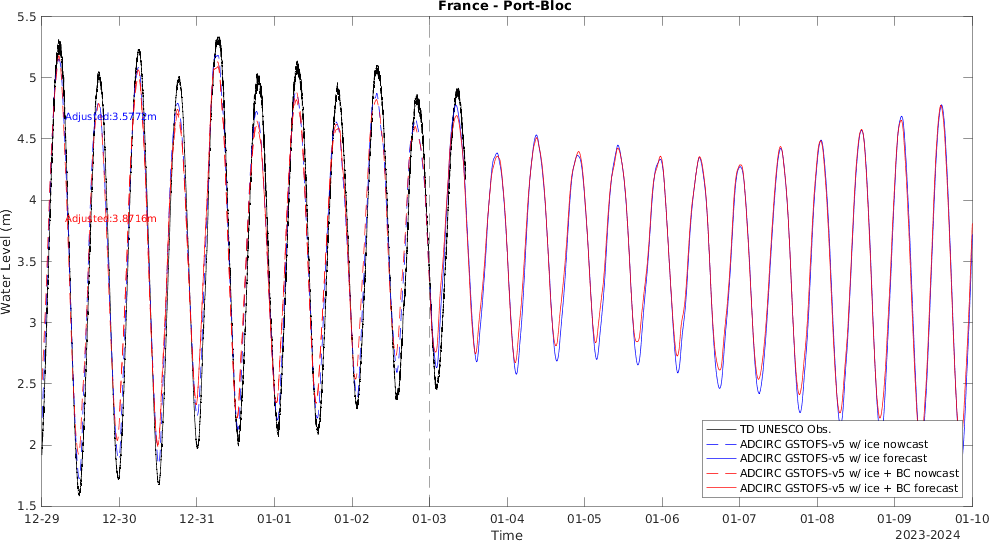 France - Port-Bloc
5.5
5
4.5
4
3.5
3
2.5
2
1.5
Water Level (m)
Adjusted:3.5772m
Adjusted:3.8716m
TD UNESCO Obs.
ADCIRC GSTOFS-v5 w/ ice nowcast
ADCIRC GSTOFS-v5 w/ ice forecast
ADCIRC GSTOFS-v5 w/ ice + BC nowcast
ADCIRC GSTOFS-v5 w/ ice + BC forecast
12-29 12-30 12-31 01-01 01-02 01-03 01-04 01-05 01-06 01-07 01-08 01-09 01-10
Time
2023-2024